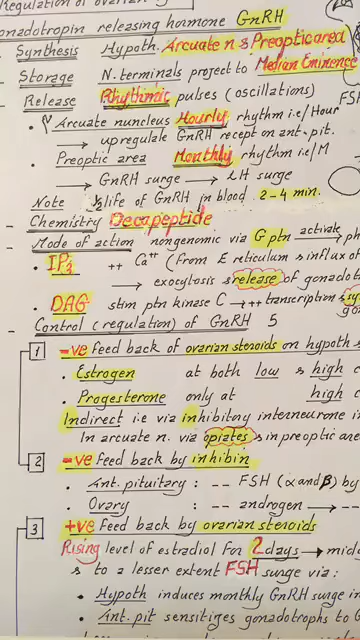 Regulation of ovarian
Gonadotropin releasing hormone GnRH
- Synthesis Hypoth. Arcuate n & Preoptic area
- Storage N. terminals project to Median Eminence
- Release Rhythmic pulses (oscillations) FSH
• Arcuate nuncleus Hourly rhythm i.e/Hour
→ upregulate GnRH recept on ant. pit.
• Preoptic area Monthly rhythm i.e/M
→ GnRH surge → LH surge
Note ½ life of GnRH in blood 2-4 min.
- Chemistry Decapeptide
- Mode of action nongenomic via G ptn activate
• IP3 ++ Ca++ (from E reticulum & influx of
→ exocytosis & release of gonadot
• DAG stim ptn kinase C → ++ transcription &
- Control (regulation) of GnRH 5
1 -ve feed back of ovarian steroids on hypoth &
• Estrogen at both low & high c
• Progesterone only at high c
Indirect i.e via inhibitory interneurone in
In arcuate n. via opiates & in preoptic are
2 -ve feed back by inhibin
• Ant. pituitary : -- FSH (α and β) by
• Ovary : -- androgen → --
3 +ve feed back by ovarian steroids
Rising level of estradiol for 2 days →
& to a lesser extent FSH surge via:
• Hypoth induces monthly GnRH surge in
• Ant. pit sensitizes gonadotrophs to G